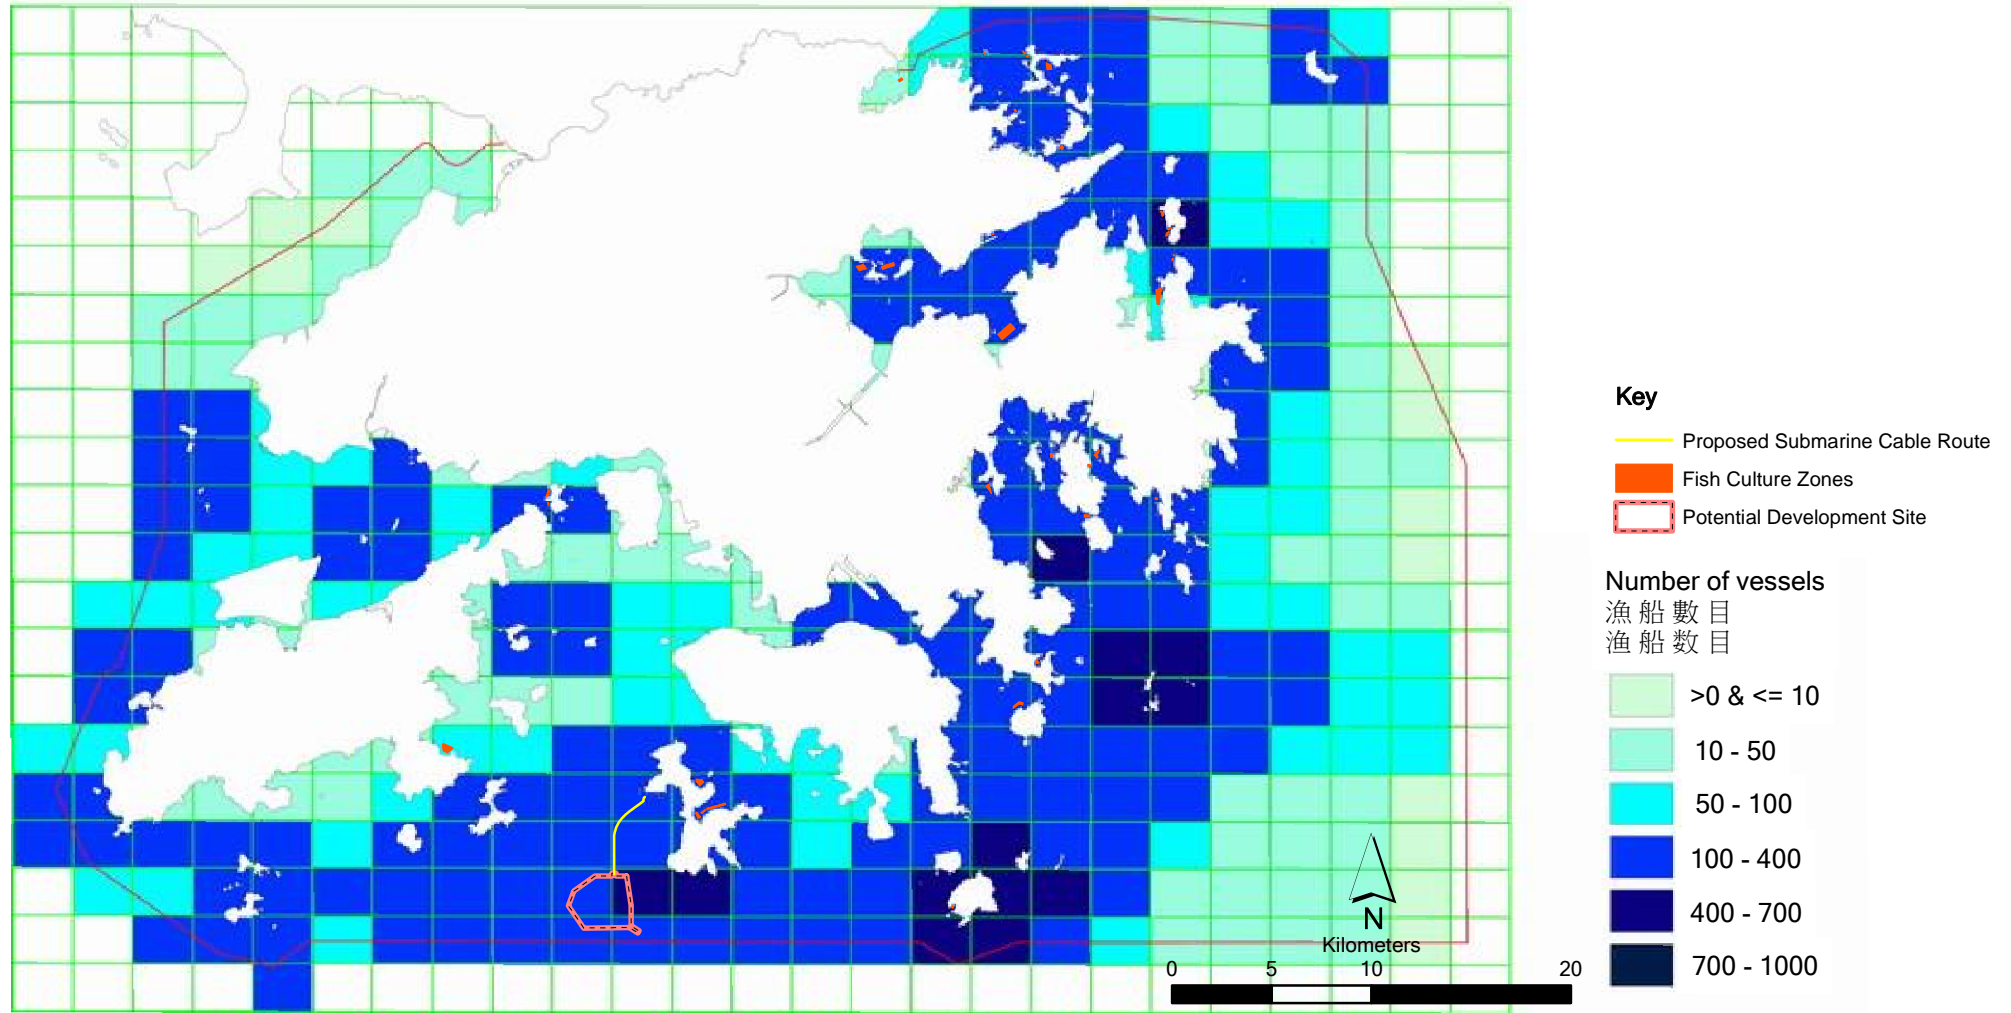 Key
Proposed Submarine Cable Route
Fish Culture Zones
Potential Development Site
Number of vessels
漁船數目
渔船数目
>0 & <= 10
10 - 50
50 - 100
100 - 400
400 - 700
700 - 1000
N
Kilometers
0 5 10 20